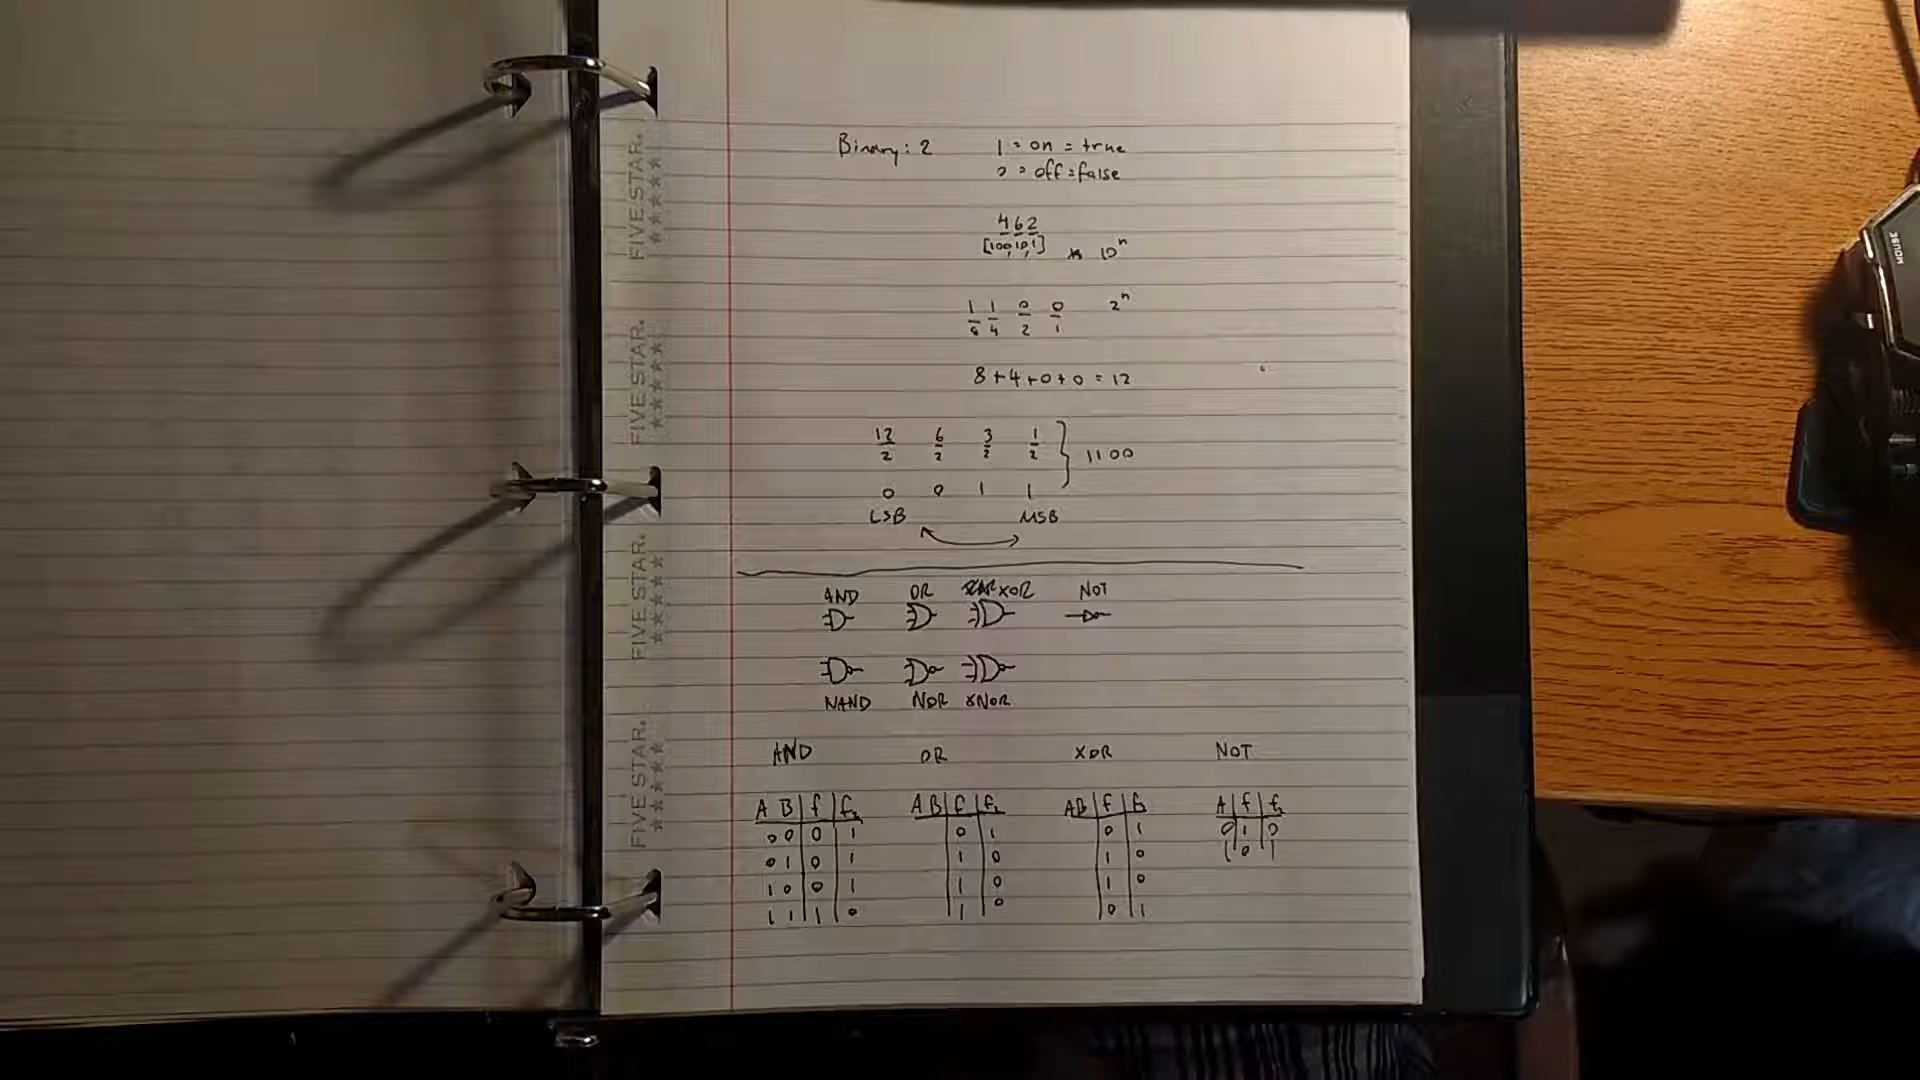 Binary: 2 1 = on = true
0 = off = false
462
[100,10,1] * 10^n
1 1 0 0 2^n
8 4 2 1
8+4+0+0 = 12
12 6 3 1
2 2 2 2
} 1100
0 0 1 1
LSB MSB
AND OR XOR NOT
NAND NOR XNOR
AND OR XOR NOT
A B | f | f₂ A B | f | f₂ AB | f | f₂ A | f | f₂
0 0 | 0 | 1 0 | 1 0 | 1 0 | 1 | 0
0 1 | 0 | 1 1 | 0 1 | 0 1 | 0 | 1
1 0 | 0 | 1 1 | 0 1 | 0
1 1 | 1 | 0 1 | 0 0 | 1
FIVE STAR.
FIVE STAR.
FIVE STAR.
FIVE STAR.
MOUSE